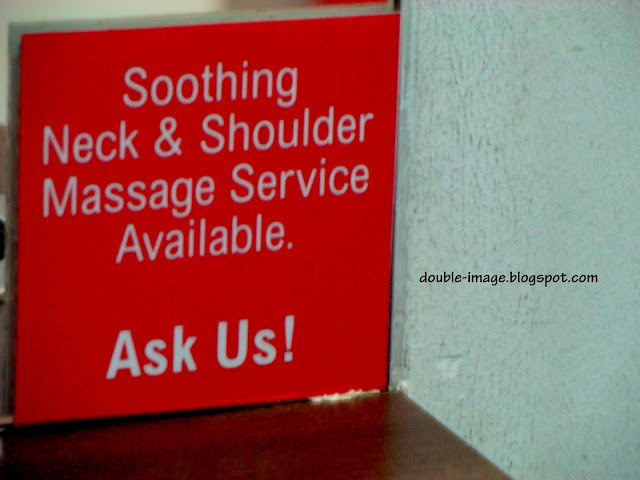 Soothing
Neck & Shoulder
Massage Service
Available.
Ask Us!
double-image.blogspot.com